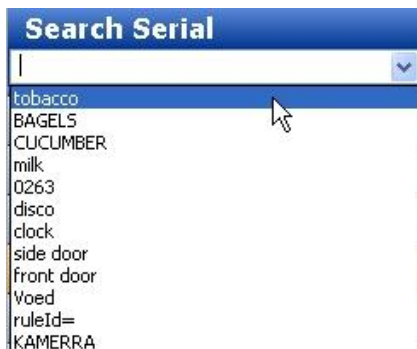 Search Serial
tobacco
BAGELS
CUCUMBER
milk
0263
disco
clock
side door
front door
Voed
ruleId=
KAMERRA